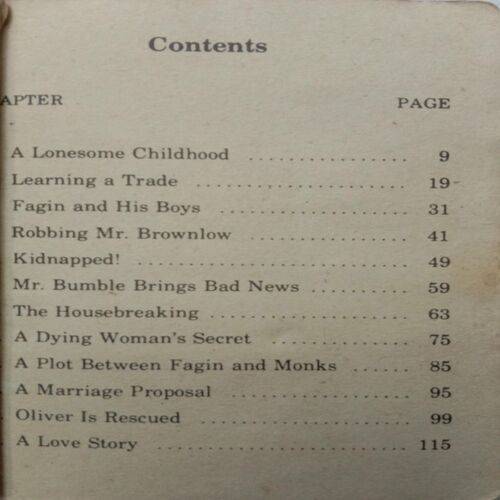 Contents
APTER PAGE
A Lonesome Childhood ................ 9
Learning a Trade ..................... 19
Fagin and His Boys ................... 31
Robbing Mr. Brownlow ................ 41
Kidnapped! ........................... 49
Mr. Bumble Brings Bad News .......... 59
The Housebreaking .................... 63
A Dying Woman's Secret ............... 75
A Plot Between Fagin and Monks ...... 85
A Marriage Proposal ................... 95
Oliver Is Rescued ..................... 99
A Love Story ......................... 115